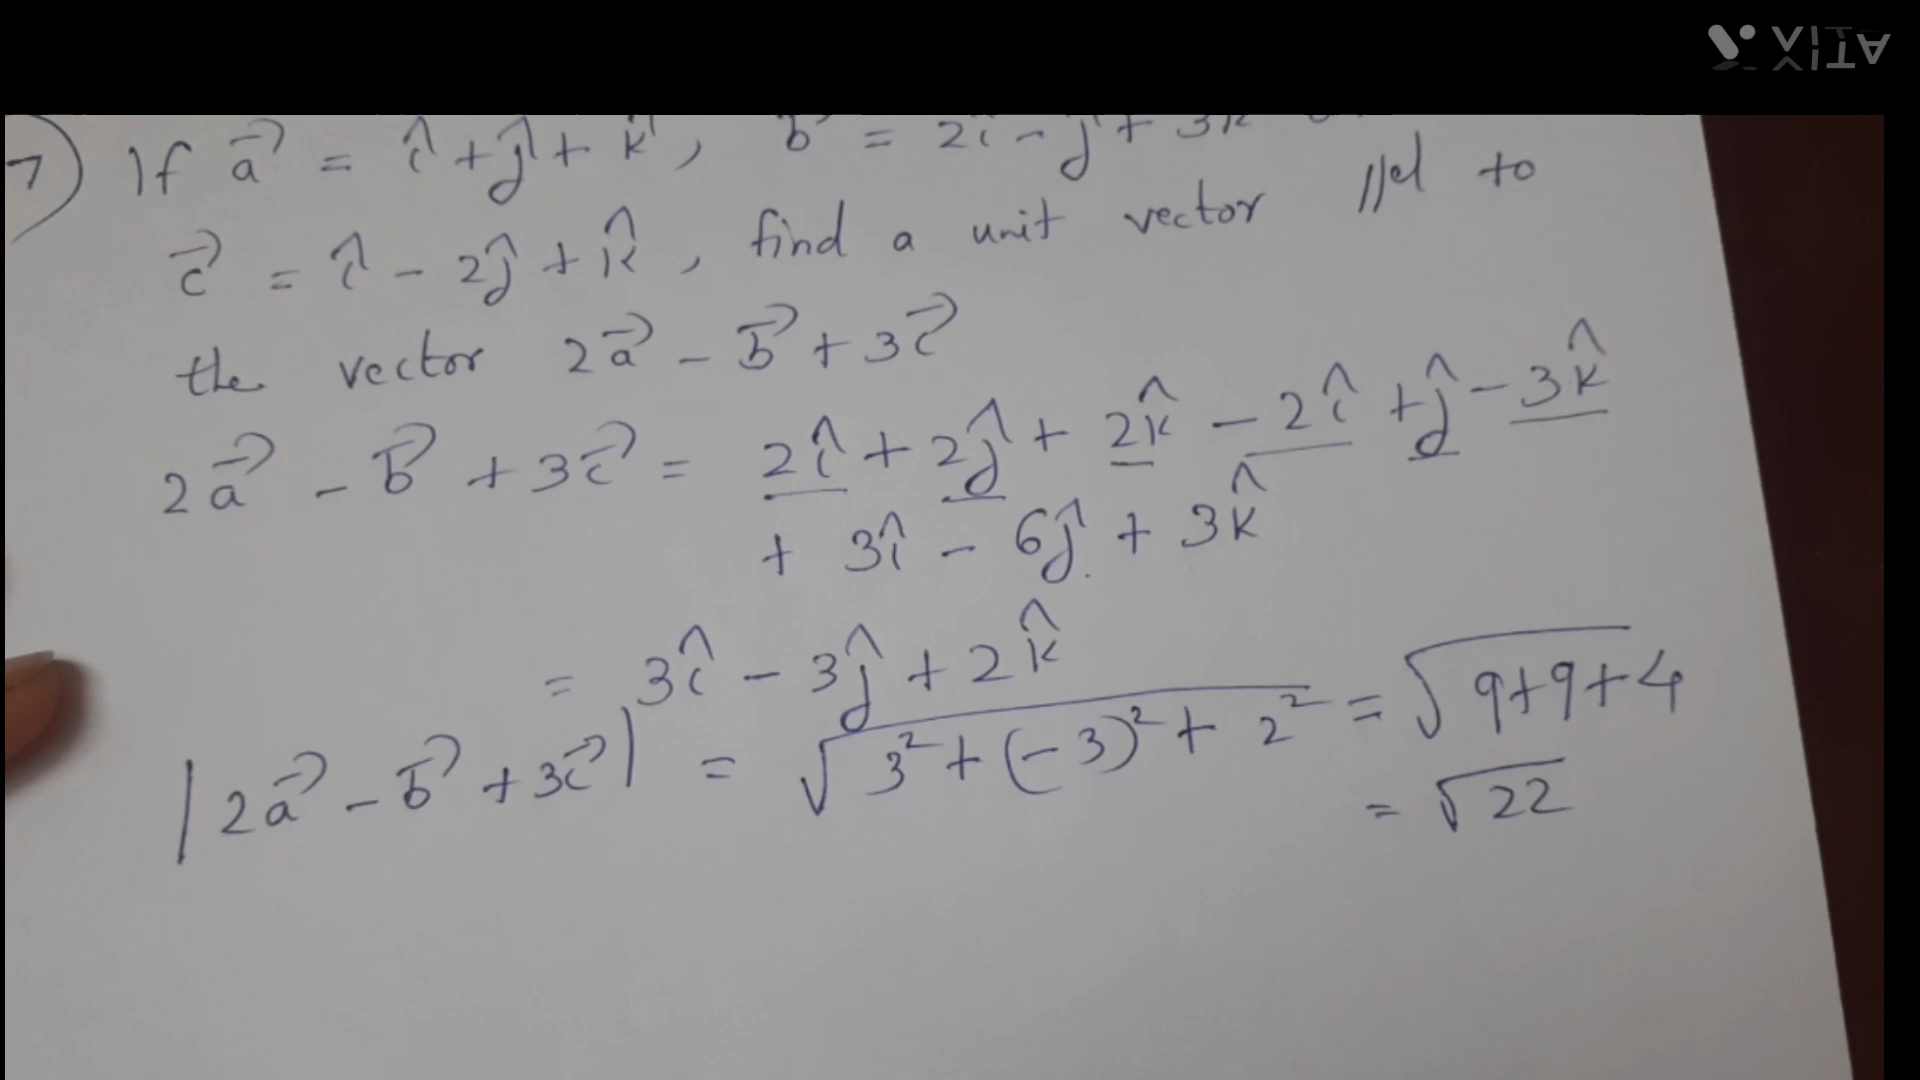 VITA
7) If a⃗ = î + ĵ + k̂, b⃗ = 2î - ĵ + 3k̂
c⃗ = î - 2ĵ + k̂, find a unit vector ||el to
the vector 2a⃗ - b⃗ + 3c⃗
2a⃗ - b⃗ + 3c⃗ = 2î + 2ĵ + 2k̂ - 2î + ĵ - 3k̂
+ 3î - 6ĵ + 3k̂
= 3î - 3ĵ + 2k̂
|2a⃗ - b⃗ + 3c⃗| = √(3² + (-3)² + 2²) = √(9+9+4)
= √22